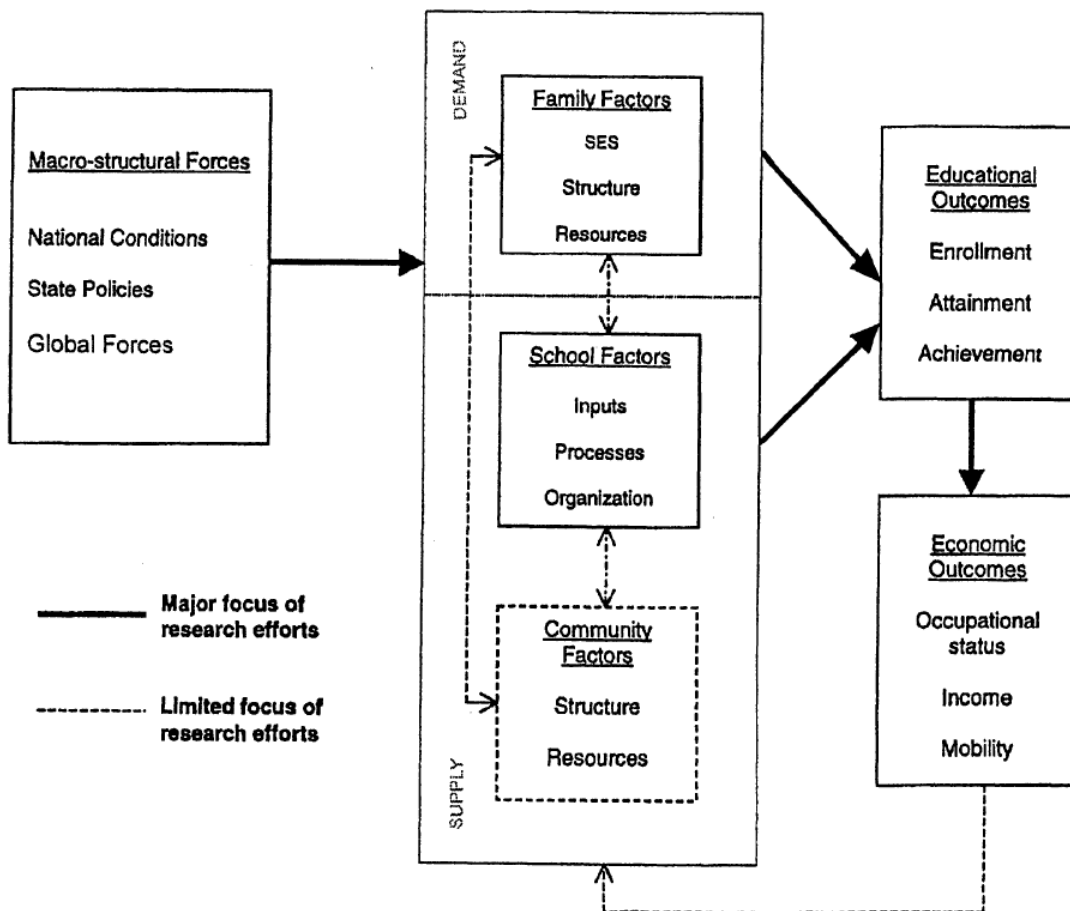 Macro-structural Forces
National Conditions
State Policies
Global Forces
DEMAND
Family Factors
SES
Structure
Resources
School Factors
Inputs
Processes
Organization
Community
Factors
Structure
Resources
SUPPLY
Educational
Outcomes
Enrollment
Attainment
Achievement
Economic
Outcomes
Occupational
status
Income
Mobility
Major focus of
research efforts
Limited focus of
research efforts